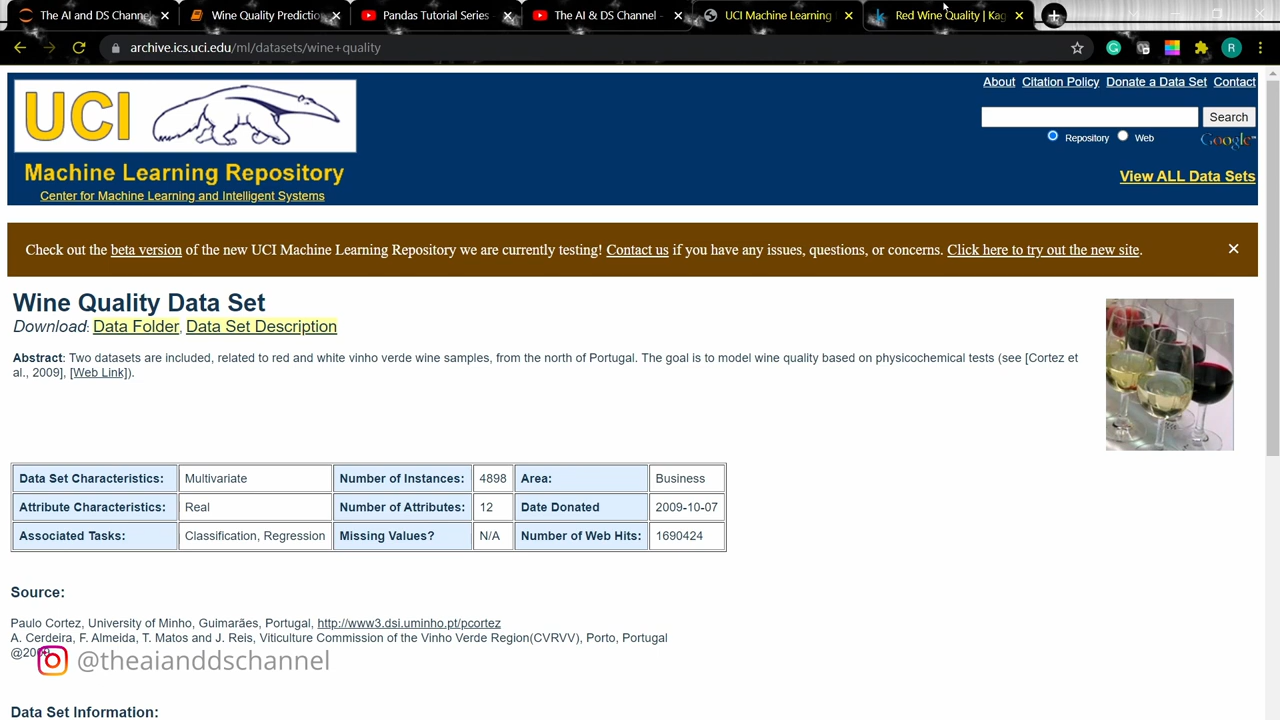 The AI and DS Channe
Wine Quality Predictio
Pandas Tutorial Series
The AI & DS Channel -
UCI Machine Learning
Red Wine Quality | Kag
archive.ics.uci.edu/ml/datasets/wine+quality
R
UCI
Machine Learning Repository
Center for Machine Learning and Intelligent Systems
About Citation Policy Donate a Data Set Contact
Search
Repository Web
Google
View ALL Data Sets
Check out the beta version of the new UCI Machine Learning Repository we are currently testing! Contact us if you have any issues, questions, or concerns. Click here to try out the new site.
Wine Quality Data Set
Download: Data Folder, Data Set Description
Abstract: Two datasets are included, related to red and white vinho verde wine samples, from the north of Portugal. The goal is to model wine quality based on physicochemical tests (see [Cortez et
al., 2009], [Web Link]).
Data Set Characteristics: Multivariate Number of Instances: 4898 Area: Business
Attribute Characteristics: Real Number of Attributes: 12 Date Donated 2009-10-07
Associated Tasks: Classification, Regression Missing Values? N/A Number of Web Hits: 1690424
Source:
Paulo Cortez, University of Minho, Guimarães, Portugal, http://www3.dsi.uminho.pt/pcortez
A. Cerdeira, F. Almeida, T. Matos and J. Reis, Viticulture Commission of the Vinho Verde Region(CVRVV), Porto, Portugal
@theaianddschannel
Data Set Information: